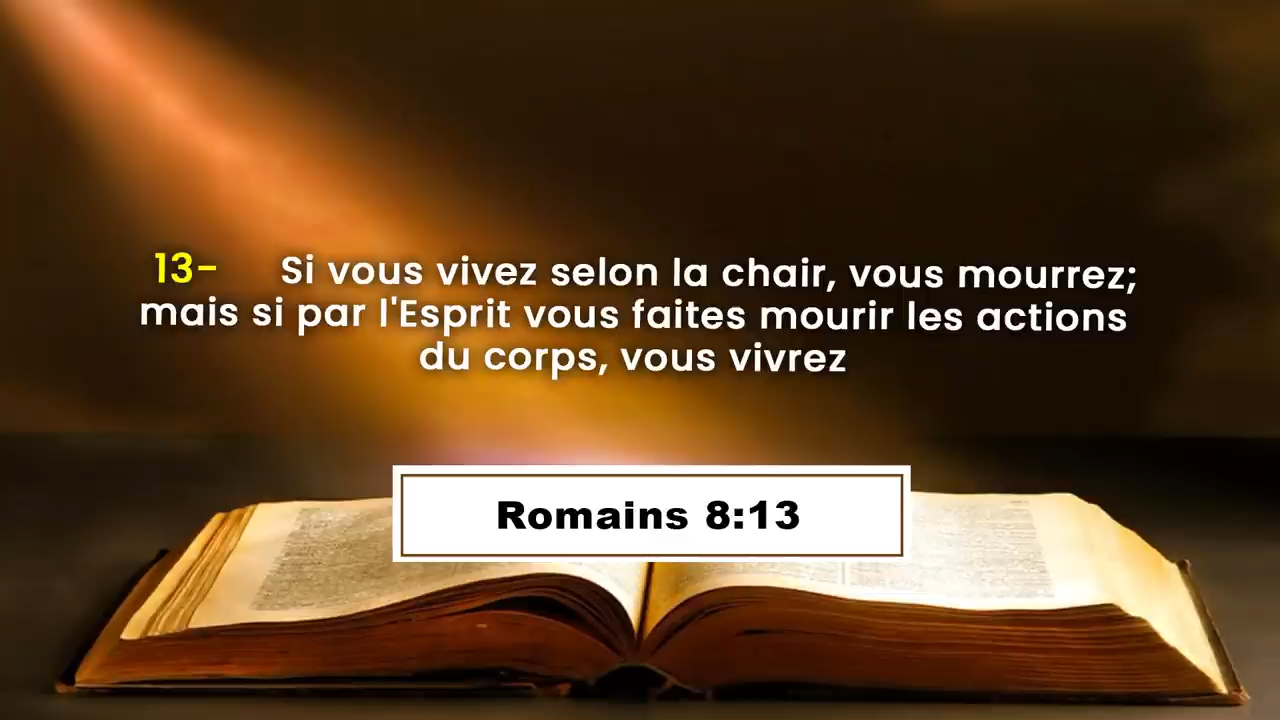 13- Si vous vivez selon la chair, vous mourrez;
mais si par l'Esprit vous faites mourir les actions
du corps, vous vivrez
Romains 8:13